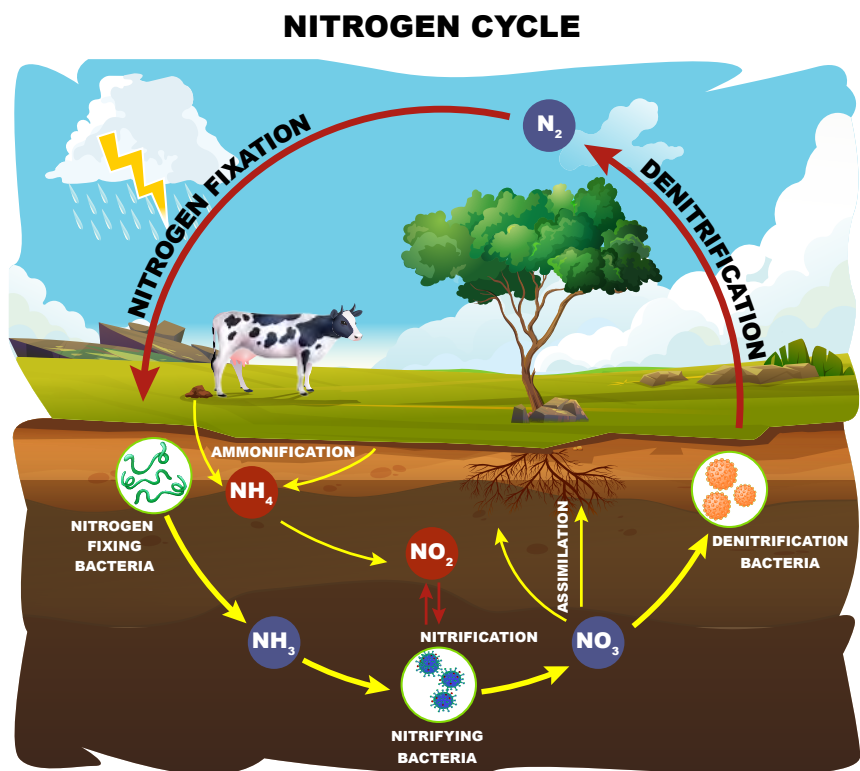 NITROGEN CYCLE
N₂
NITROGEN FIXATION
DENITRIFICATION
AMMONIFICATION
NH₄
NITROGEN
FIXING
BACTERIA
NO₂
ASSIMILATION
DENITRIFICATI0N
BACTERIA
NH₃
NITRIFICATION
NO₃
NITRIFYING
BACTERIA